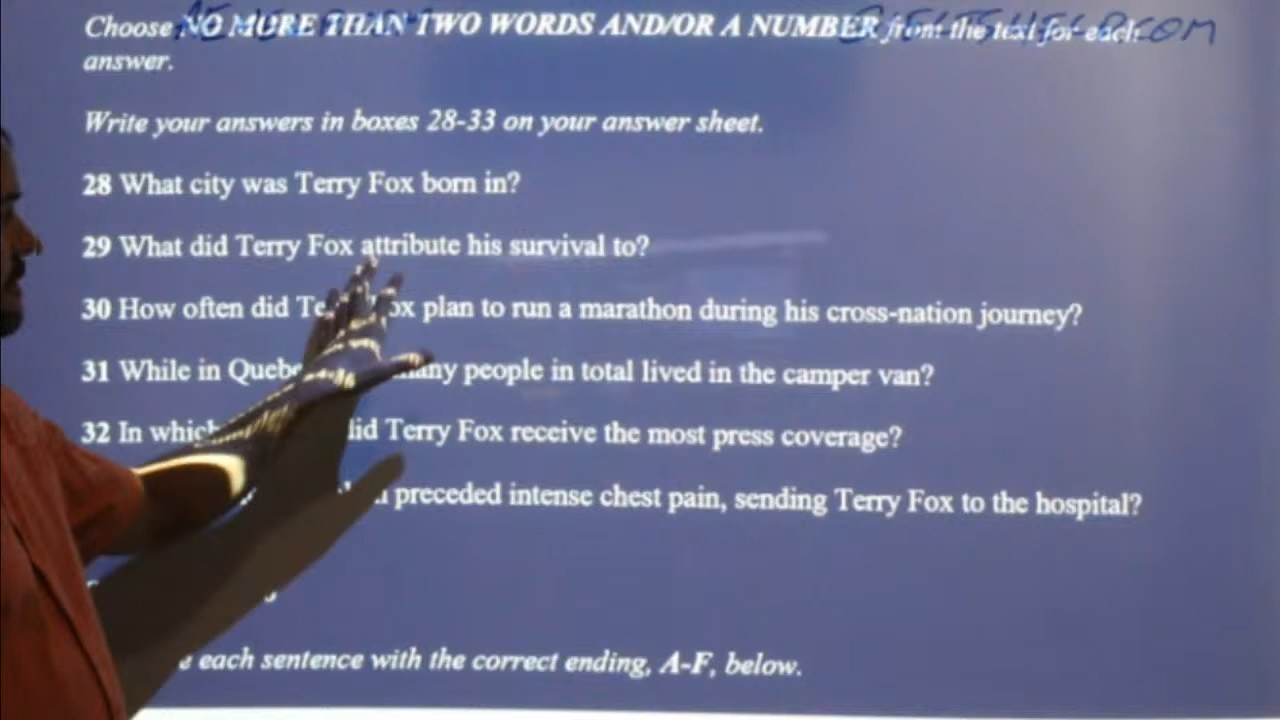 Choose NO MORE THAN TWO WORDS AND/OR A NUMBER from the text for each
answer.
Write your answers in boxes 28-33 on your answer sheet.
28 What city was Terry Fox born in?
29 What did Terry Fox attribute his survival to?
30 How often did Te ox plan to run a marathon during his cross-nation journey?
31 While in Queb any people in total lived in the camper van?
32 In which did Terry Fox receive the most press coverage?
preceded intense chest pain, sending Terry Fox to the hospital?
each sentence with the correct ending, A-F, below.